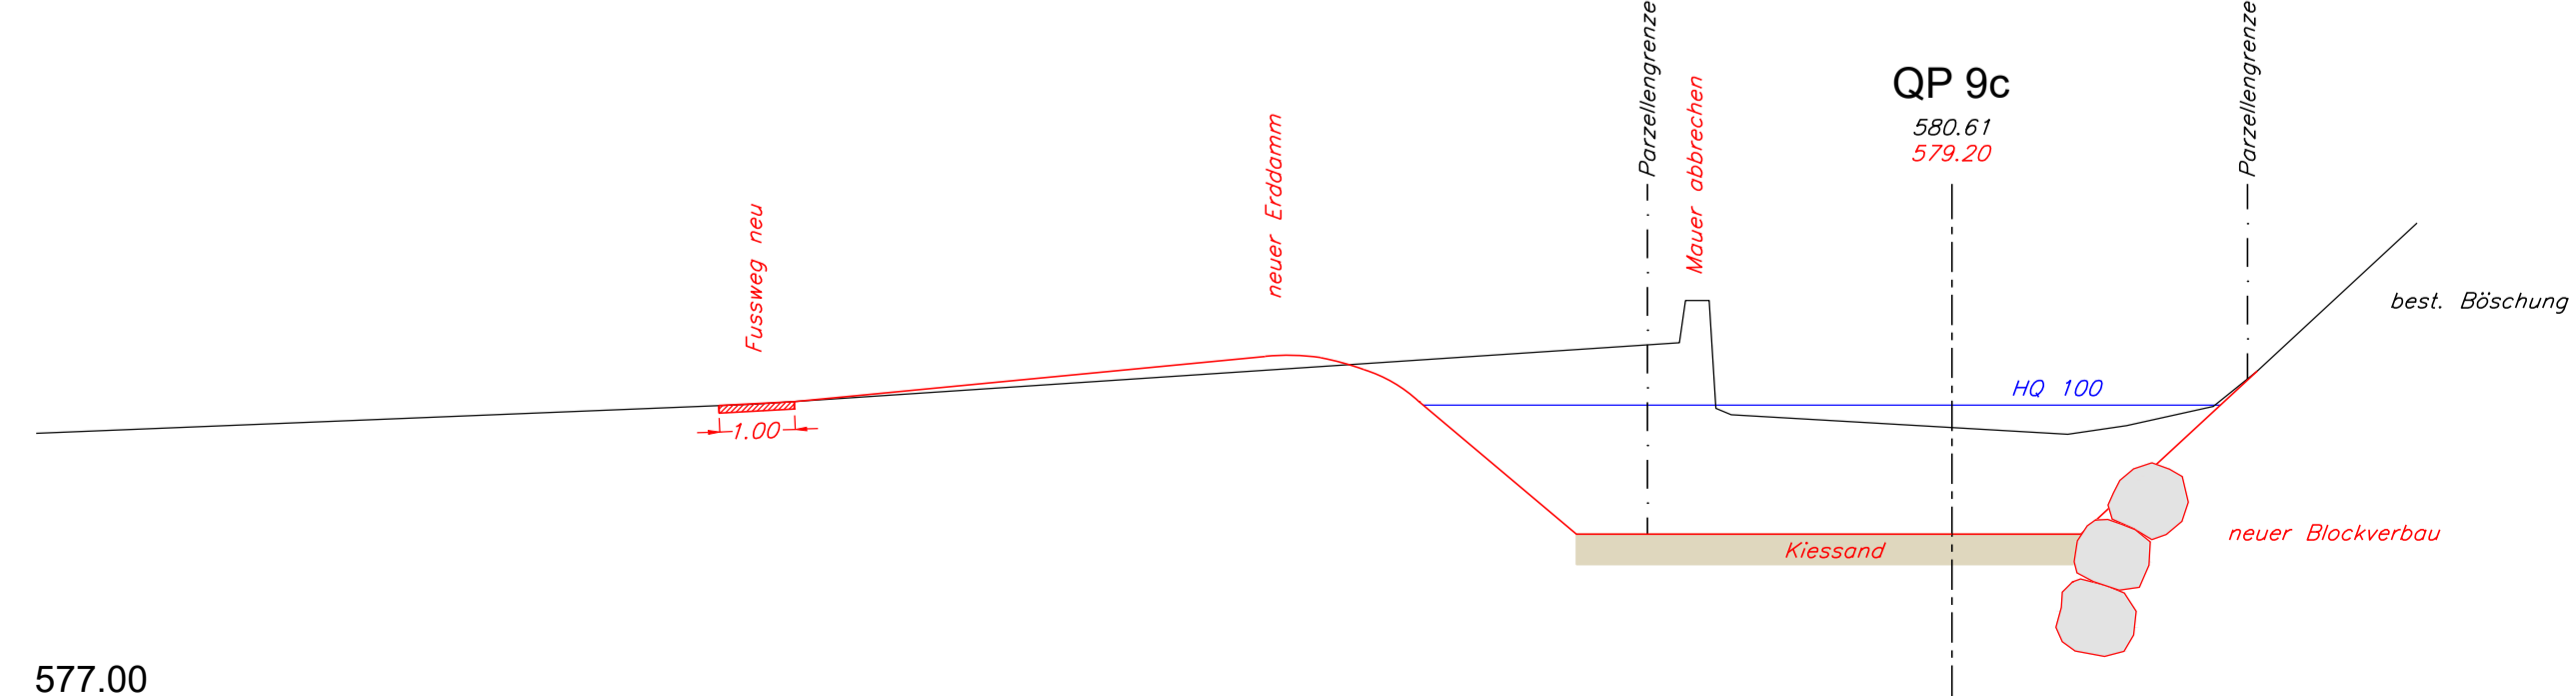 Parzellengrenze
Parzellengrenze
QP 9c
580.61
579.20
Mauer abbrechen
neuer Erddamm
Fussweg neu
best. Böschung
HQ 100
1.00
neuer Blockverbau
Kiessand
577.00